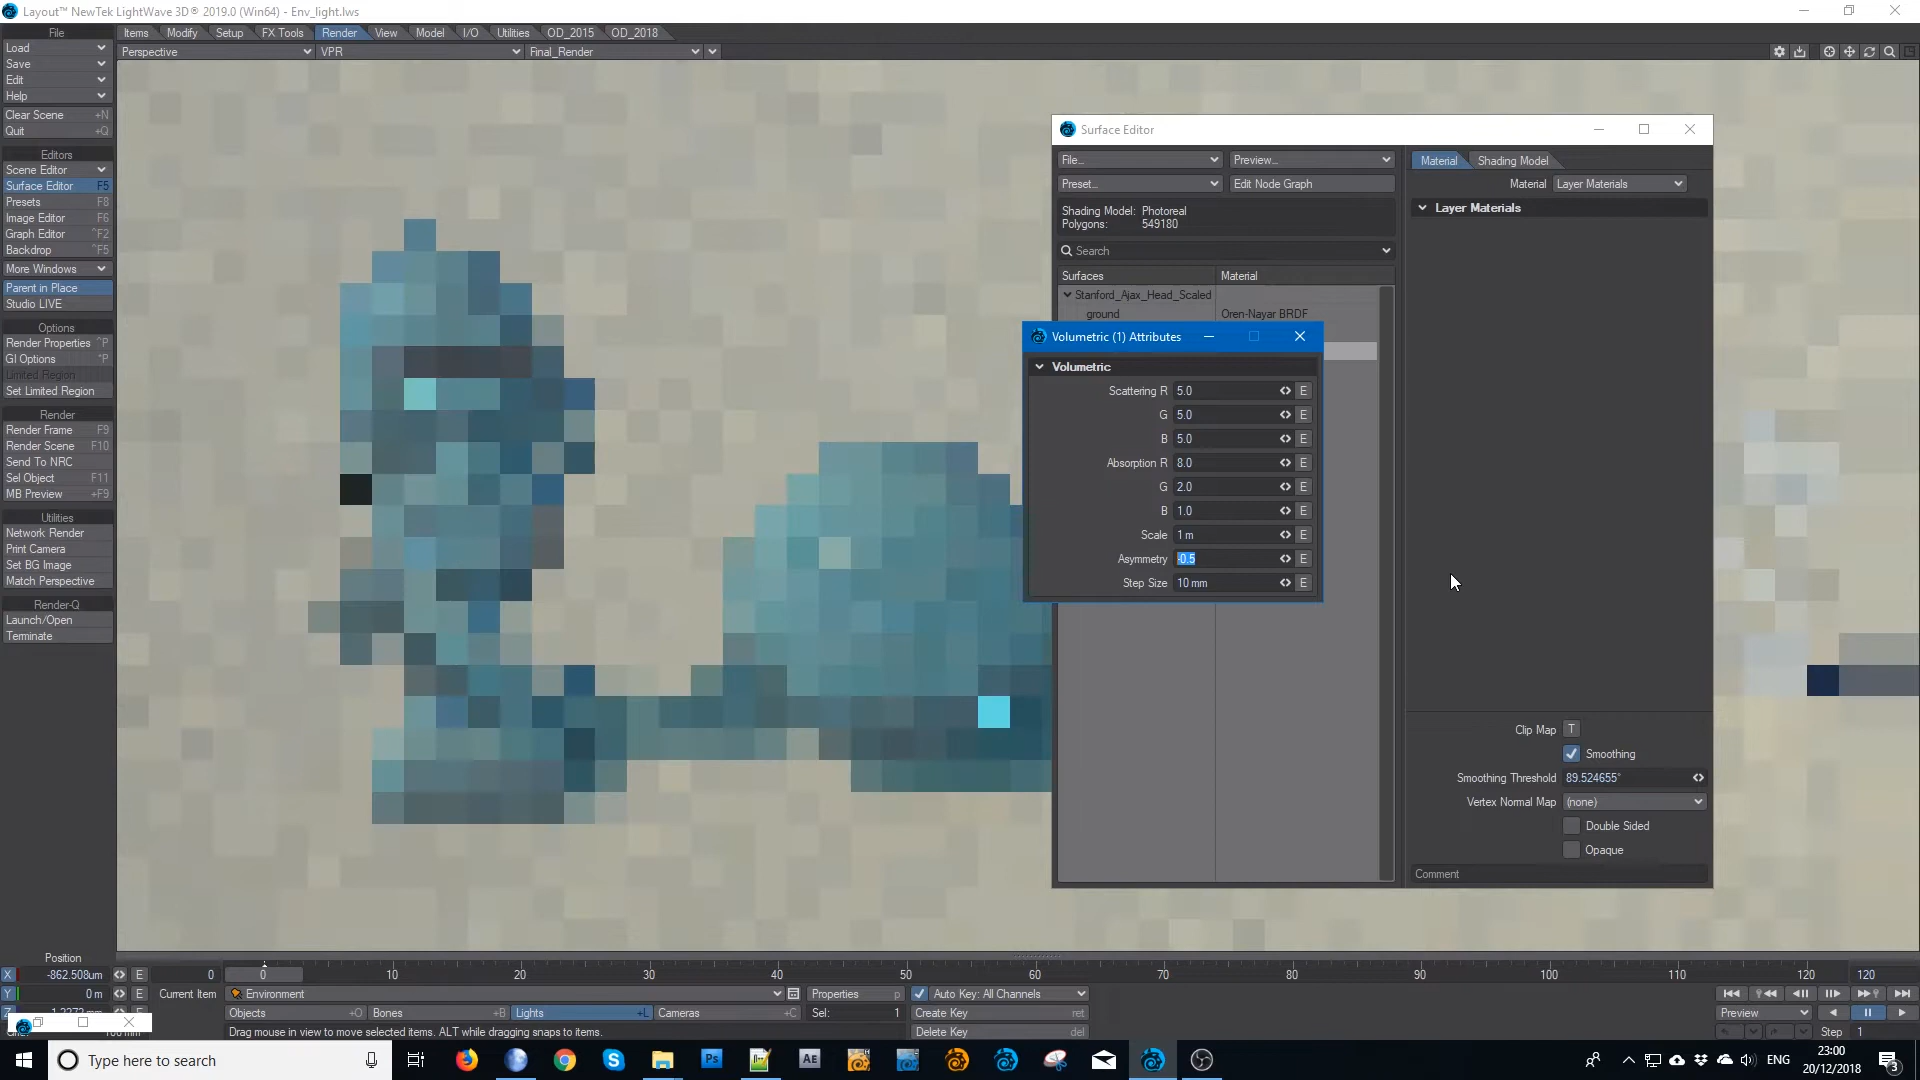 Layout™ NewTek LightWave 3D® 2019.0 (Win64) - Env_light.lws
File
Items Modify Setup FX Tools Render View Model I/O Utilities OD_2015 OD_2018
Load
Perspective VPR Final_Render
Save
Edit
Help
Clear Scene +N
Quit +Q
Editors
Scene Editor
Surface Editor F5
Presets F8
Image Editor F6
Graph Editor ^F2
Backdrop ^F5
More Windows
Parent in Place
Studio LIVE
Options
Render Properties ^P
GI Options *P
Limited Region
Set Limited Region
Render
Render Frame F9
Render Scene F10
Send To NRC
Sel Object F11
MB Preview +F9
Utilities
Network Render
Print Camera
Set BG Image
Match Perspective
Render-Q
Launch/Open
Terminate
Surface Editor
File... Preview...
Preset... Edit Node Graph
Shading Model: Photoreal
Polygons: 549180
Search
Surfaces Material
Stanford_Ajax_Head_Scaled
ground Oren-Nayar BRDF
Material Shading Model
Material Layer Materials
Layer Materials
Clip Map T
Smoothing
Smoothing Threshold 89.524655°
Vertex Normal Map (none)
Double Sided
Opaque
Comment
Volumetric (1) Attributes
Volumetric
Scattering R 5.0 E
G 5.0 E
B 5.0 E
Absorption R 8.0 E
G 2.0 E
B 1.0 E
Scale 1 m E
Asymmetry -0.5 E
Step Size 10 mm E
Position
X -862.508um E 0 0 10 20 30 40 50 60 70 80 90 100 110 120 120
Y 0 m E Current Item Environment Properties p Auto Key: All Channels
Objects +O Bones +B Lights +L Cameras +C Sel: 1 Create Key ret Preview
Drag mouse in view to move selected items. ALT while dragging snaps to items. Delete Key del Step 1
Type here to search
Ps
AE
ENG
23:00
20/12/2018
3